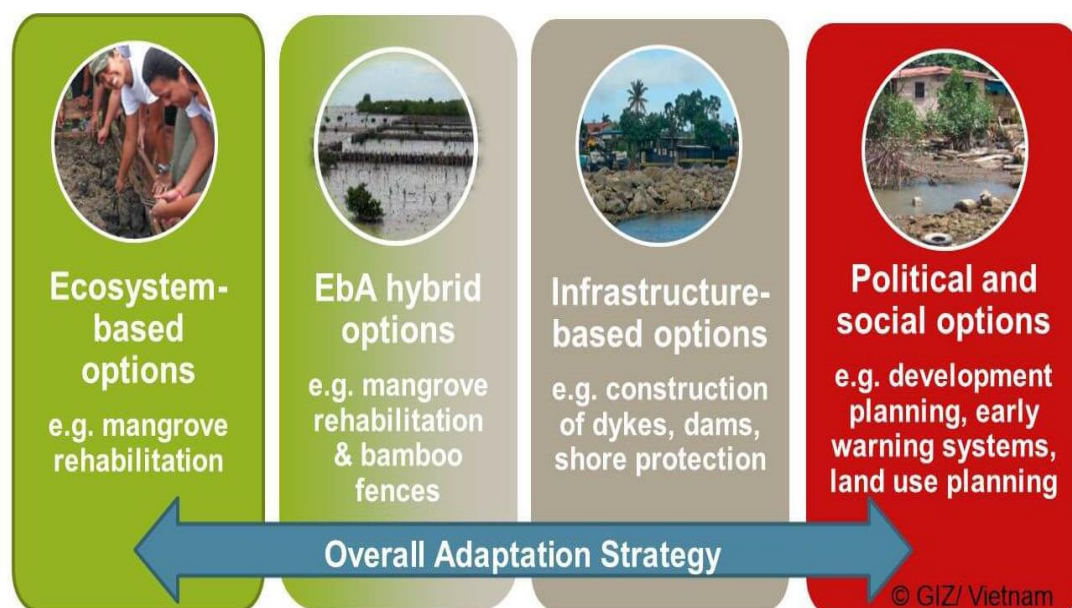 Ecosystem-
based
options
e.g. mangrove
rehabilitation
EbA hybrid
options
e.g. mangrove
rehabilitation
& bamboo
fences
Infrastructure-
based options
e.g. construction
of dykes, dams,
shore protection
Political and
social options
e.g. development
planning, early
warning systems,
land use planning
Overall Adaptation Strategy
© GIZ/ Vietnam